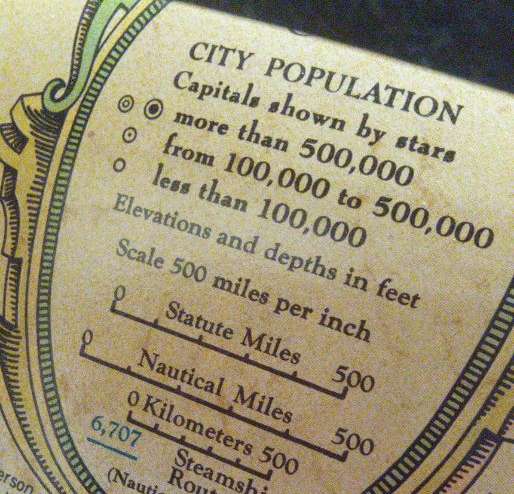 CITY POPULATION
Capitals shown by stars
more than 500,000
from 100,000 to 500,000
less than 100,000
Elevations and depths in feet
Scale 500 miles per inch
0 Statute Miles 500
0 Nautical Miles 500
0 Kilometers 500
6,707